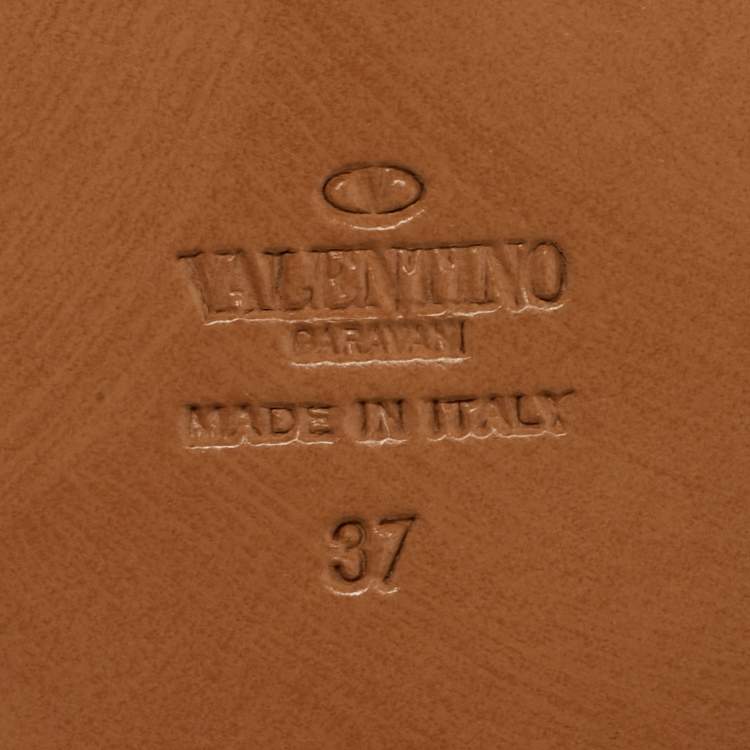 V
VALENTINO
GARAVANI
MADE IN ITALY
37